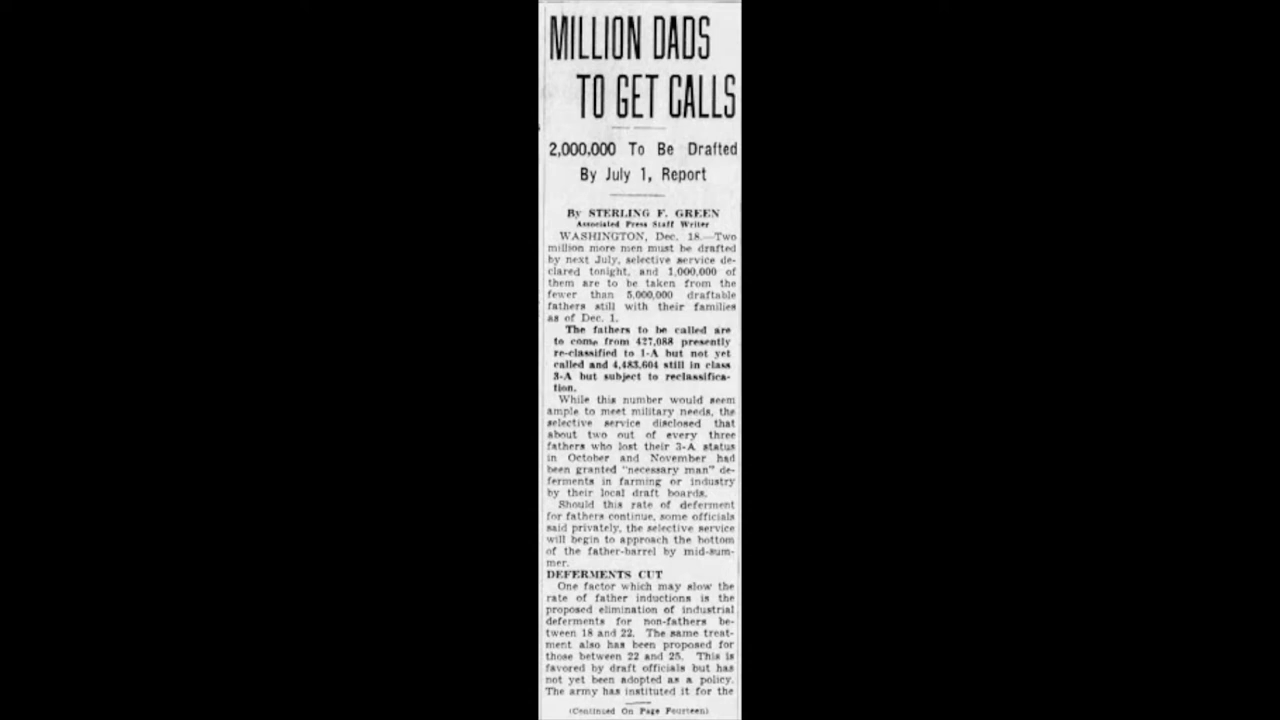 MILLION DADS
TO GET CALLS
2,000,000 To Be Drafted
By July 1, Report
By STERLING F. GREEN
Associated Press Staff Writer
WASHINGTON, Dec. 18.—Two
million more men must be drafted
by next July, selective service de-
clared tonight, and 1,000,000 of
them are to be taken from the
fewer than 5,000,000 draftable
fathers still with their families
as of Dec. 1.
The fathers to be called are
to come from 427,088 presently
re-classified to 1-A but not yet
called and 4,483,604 still in class
3-A but subject to reclassifica-
tion.
While this number would seem
ample to meet military needs, the
selective service disclosed that
about two out of every three
fathers who lost their 3-A status
in October and November had
been granted "necessary man" de-
ferments in farming or industry
by their local draft boards.
Should this rate of deferment
for fathers continue, some officials
said privately, the selective service
will begin to approach the bottom
of the father-barrel by mid-sum-
mer.
DEFERMENTS CUT
One factor which may slow the
rate of father inductions is the
proposed elimination of industrial
deferments for non-fathers be-
tween 18 and 22. The same treat-
ment also has been proposed for
those between 22 and 25. This is
favored by draft officials but has
not yet been adopted as a policy.
The army has instituted it for the
(Continued On Page Fourteen)